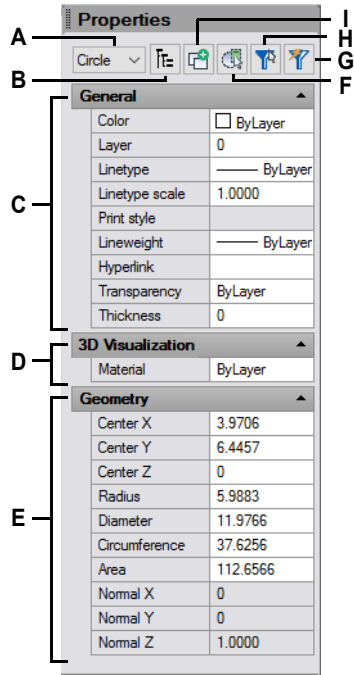 Properties
I
H
A
Circle
G
B
F
General
Color ByLayer
Layer 0
Linetype ByLayer
C
Linetype scale 1.0000
Print style
Lineweight ByLayer
Hyperlink
Transparency ByLayer
Thickness 0
3D Visualization
D
Material ByLayer
Geometry
Center X 3.9706
Center Y 6.4457
Center Z 0
Radius 5.9883
E
Diameter 11.9766
Circumference 37.6256
Area 112.6566
Normal X 0
Normal Y 0
Normal Z 1.0000